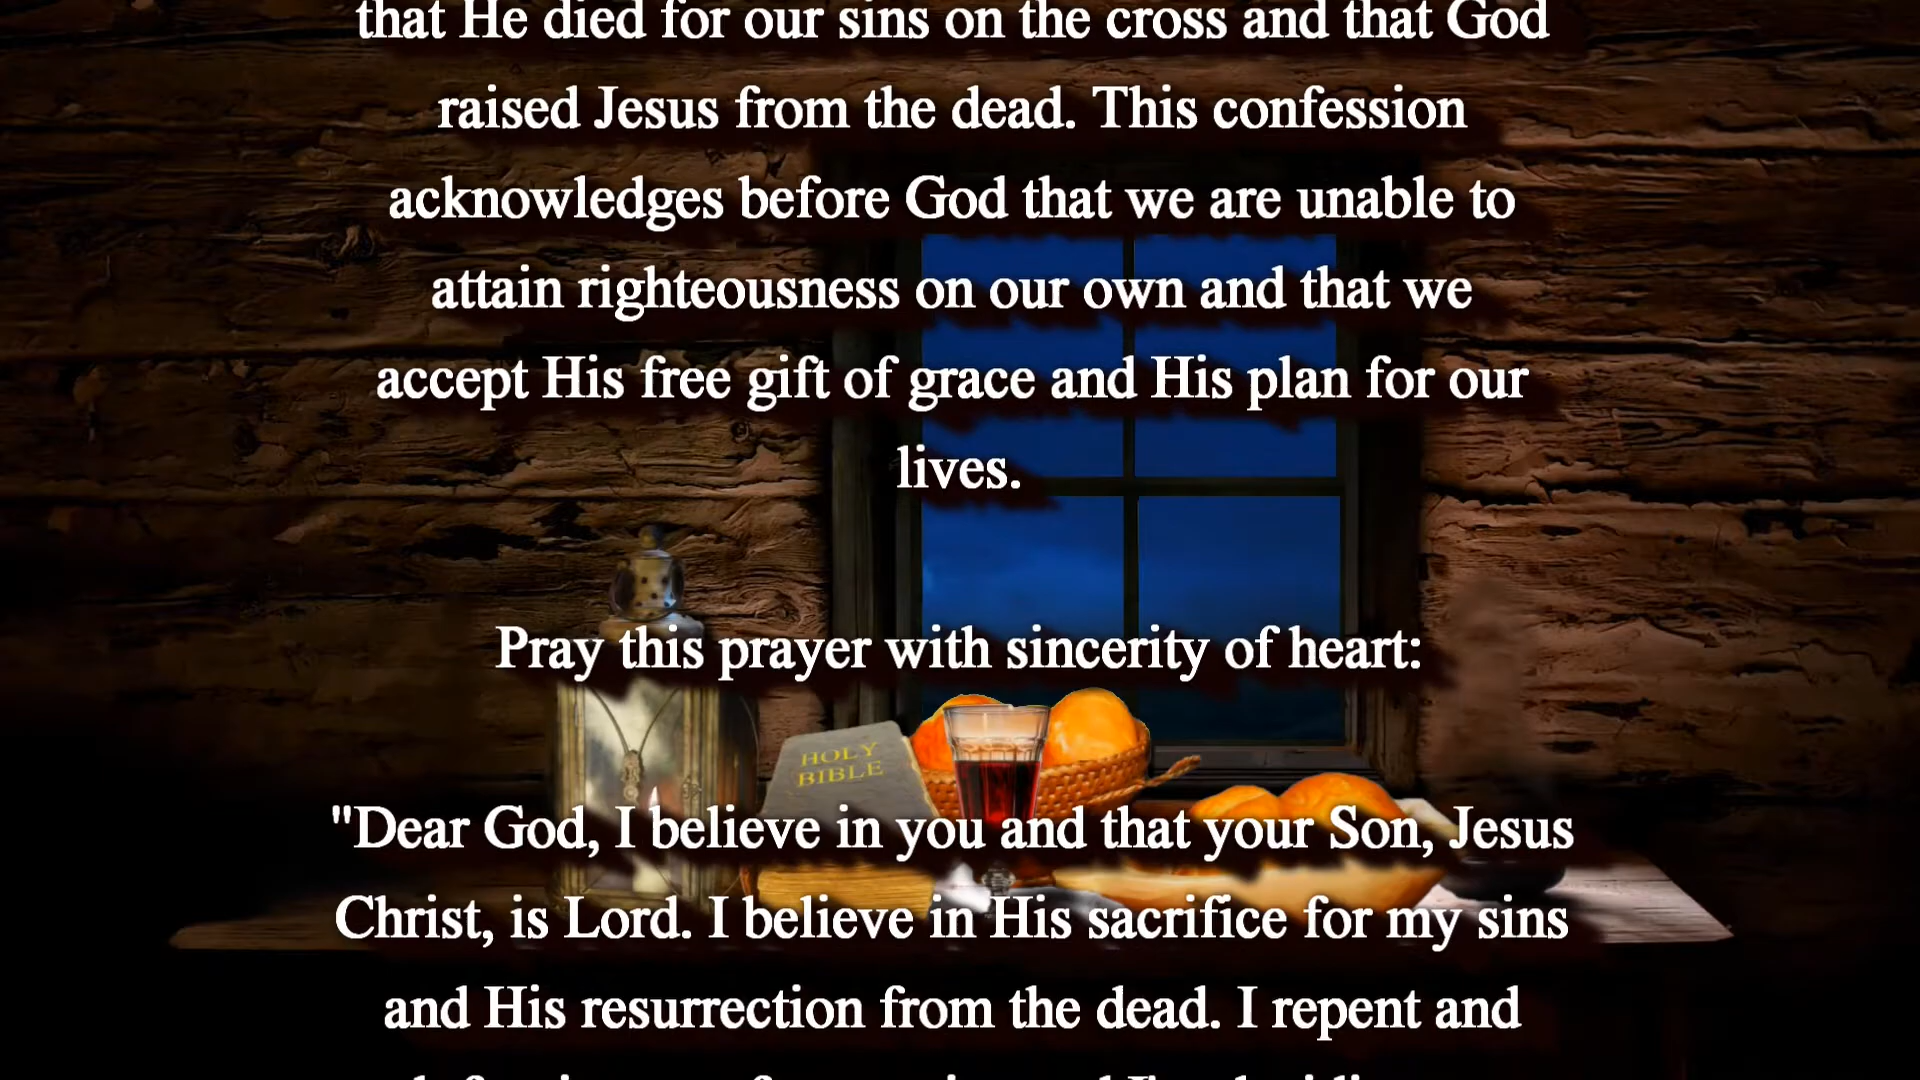 that He died for our sins on the cross and that God
raised Jesus from the dead. This confession
acknowledges before God that we are unable to
attain righteousness on our own and that we
accept His free gift of grace and His plan for our
lives.
Pray this prayer with sincerity of heart:
HOLY
BIBLE
"Dear God, I believe in you and that your Son, Jesus
Christ, is Lord. I believe in His sacrifice for my sins
and His resurrection from the dead. I repent and